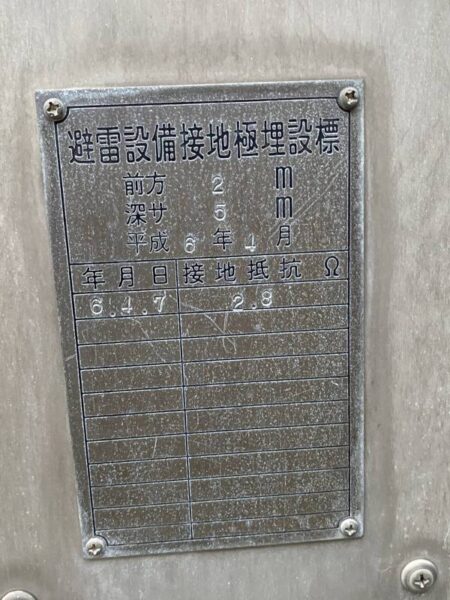 避雷設備接地極埋設標
前方 2 m
深サ 5 m
平成 6 年 4 月
年月日 接地抵抗 Ω
6.4.7 2.8